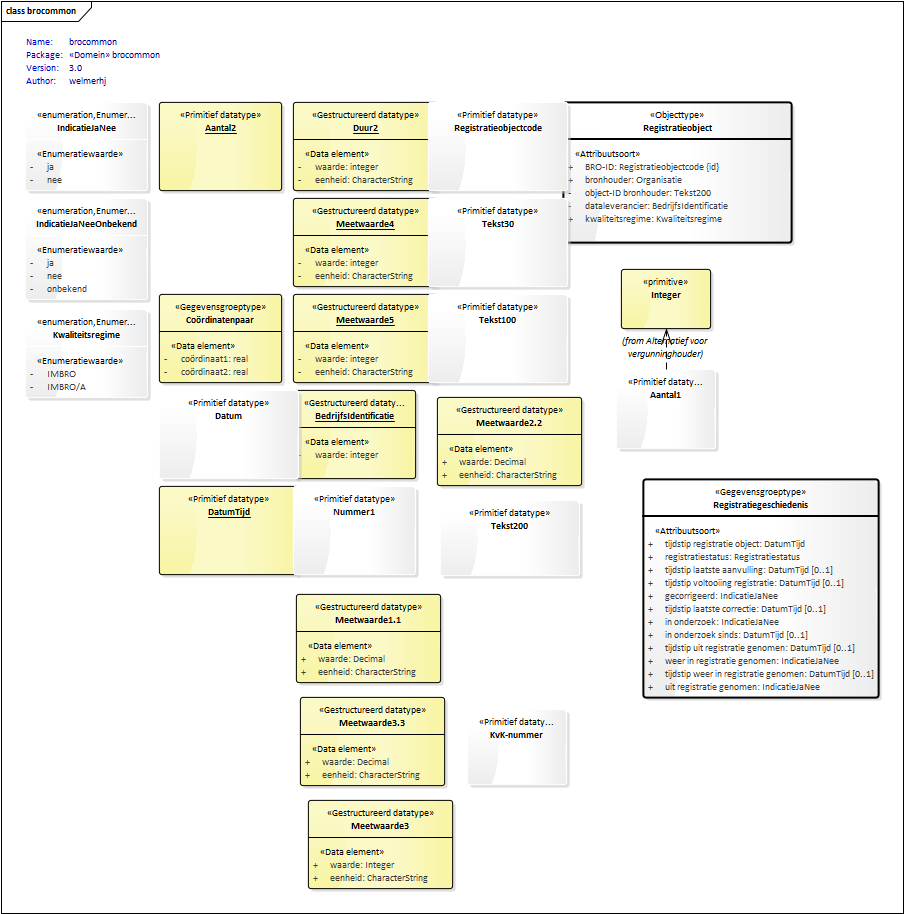 class brocommon
Name: brocommon
Package: «Domein» brocommon
Version: 3.0
Author: welmerhj
«enumeration,Enumer...
IndicatieJaNee
«Enumeratiewaarde»
- ja
- nee
«Primitief datatype»
Aantal2
«Gestructureerd datatype»
Duur2
«Data element»
- waarde: integer
- eenheid: CharacterString
«Primitief datatype»
Registratieobjectcode
«Objecttype»
Registratieobject
«Attribuutsoort»
+ BRO-ID: Registratieobjectcode {id}
+ bronhouder: Organisatie
- object-ID bronhouder: Tekst200
- dataleverancier: BedrijfsIdentificatie
+ kwaliteitsregime: Kwaliteitsregime
«enumeration,Enumer...
IndicatieJaNeeOnbekend
«Enumeratiewaarde»
- ja
- nee
- onbekend
«Gestructureerd datatype»
Meetwaarde4
«Data element»
- waarde: integer
- eenheid: CharacterString
«Primitief datatype»
Tekst30
«primitive»
Integer
(from Alternatief voor
vergunninghouder)
«enumeration,Enumer...
Kwaliteitsregime
«Enumeratiewaarde»
- IMBRO
- IMBRO/A
«Gegevensgroeptype»
Coördinatenpaar
«Data element»
- coördinaat1: real
- coördinaat2: real
«Gestructureerd datatype»
Meetwaarde5
«Data element»
- waarde: integer
- eenheid: CharacterString
«Primitief datatype»
Tekst100
«Primitief dataty...
Aantal1
«Primitief datatype»
Datum
«Gestructureerd dataty...
BedrijfsIdentificatie
«Data element»
- waarde: integer
«Gestructureerd datatype»
Meetwaarde2.2
«Data element»
+ waarde: Decimal
+ eenheid: CharacterString
«Primitief datatype»
DatumTijd
«Primitief datatype»
Nummer1
«Primitief datatype»
Tekst200
«Gegevensgroeptype»
Registratiegeschiedenis
«Attribuutsoort»
+ tijdstip registratie object: DatumTijd
+ registratiestatus: Registratiestatus
+ tijdstip laatste aanvulling: DatumTijd [0..1]
+ tijdstip voltooiing registratie: DatumTijd [0..1]
+ gecorrigeerd: IndicatieJaNee
+ tijdstip laatste correctie: DatumTijd [0..1]
+ in onderzoek: IndicatieJaNee
+ in onderzoek sinds: DatumTijd [0..1]
+ tijdstip uit registratie genomen: DatumTijd [0..1]
+ weer in registratie genomen: IndicatieJaNee
+ tijdstip weer in registratie genomen: DatumTijd [0..1]
+ uit registratie genomen: IndicatieJaNee
«Gestructureerd datatype»
Meetwaarde1.1
«Data element»
+ waarde: Decimal
+ eenheid: CharacterString
«Gestructureerd datatype»
Meetwaarde3.3
«Data element»
+ waarde: Decimal
+ eenheid: CharacterString
«Primitief dataty...
KvK-nummer
«Gestructureerd datatype»
Meetwaarde3
«Data element»
+ waarde: Integer
+ eenheid: CharacterString